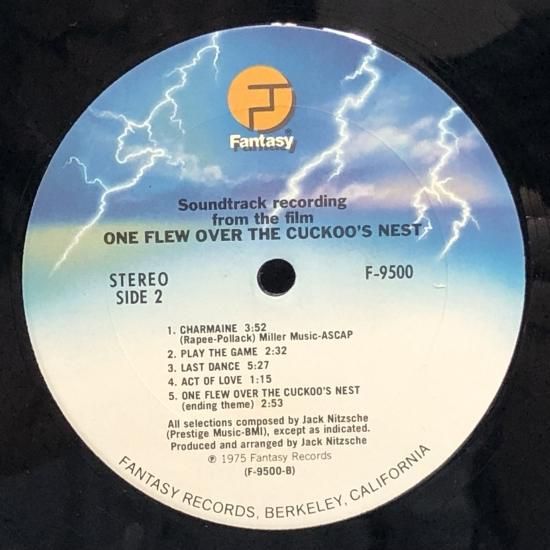 Fantasy®
Soundtrack recording
from the film
ONE FLEW OVER THE CUCKOO'S NEST
STEREO
SIDE 2
F-9500
1. CHARMAINE 3:52
(Rapee-Pollack) Miller Music-ASCAP
2. PLAY THE GAME 2:32
3. LAST DANCE 5:27
4. ACT OF LOVE 1:15
5. ONE FLEW OVER THE CUCKOO'S NEST
(ending theme) 2:53
All selections composed by Jack Nitzsche
(Prestige Music-BMI), except as indicated.
Produced and arranged by Jack Nitzsche
℗ 1975 Fantasy Records
(F-9500-B)
FANTASY RECORDS, BERKELEY, CALIFORNIA